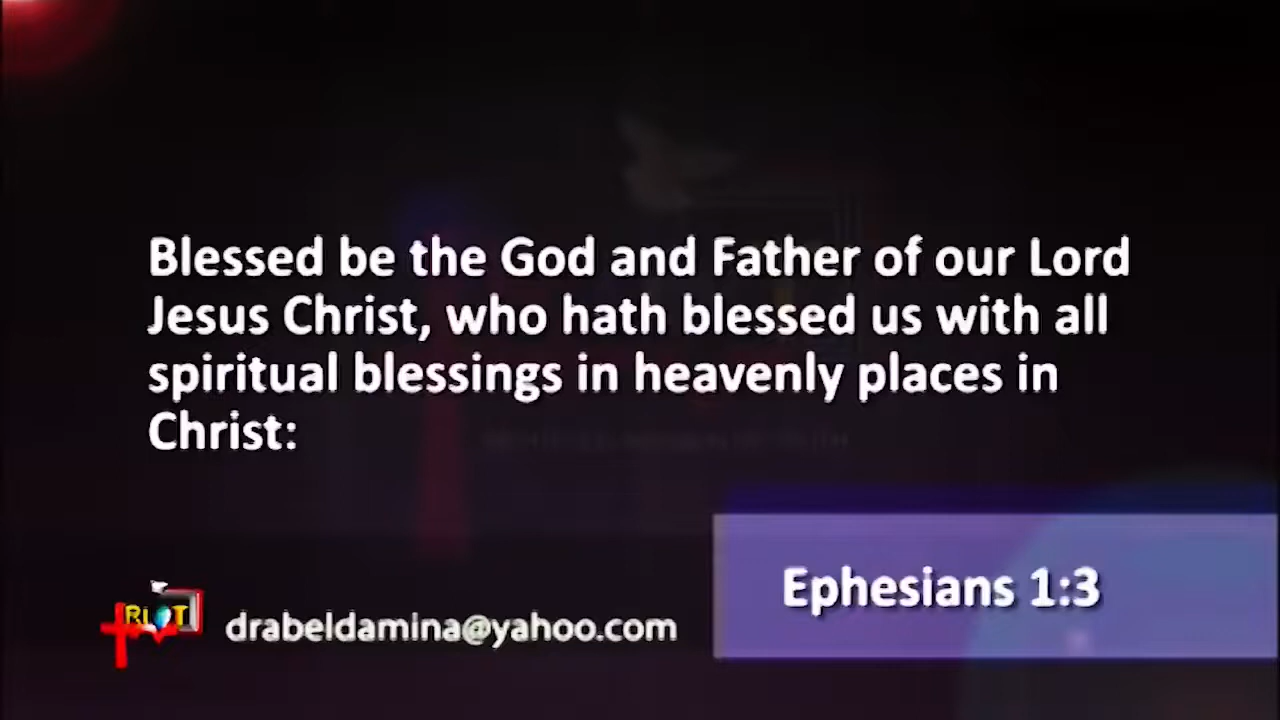 Blessed be the God and Father of our Lord
Jesus Christ, who hath blessed us with all
spiritual blessings in heavenly places in
Christ:
Ephesians 1:3
RIOT
drabeldamina@yahoo.com